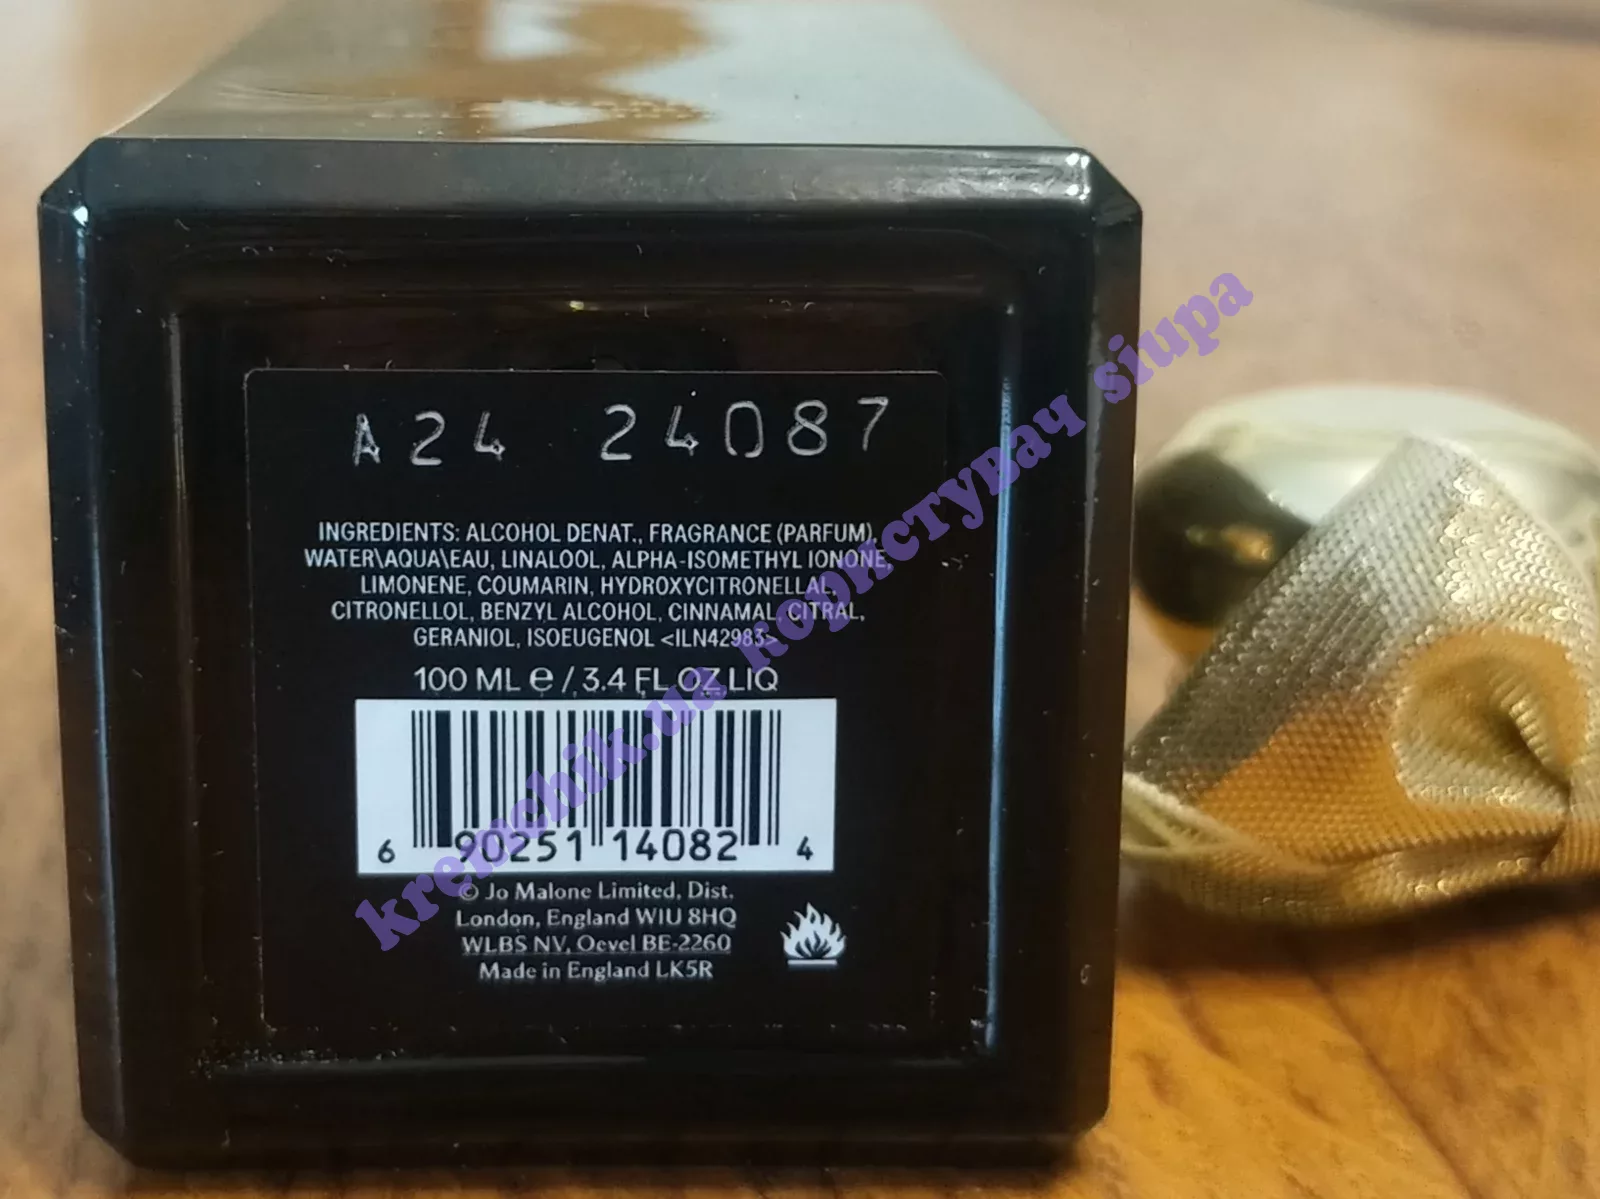 A24 24087
INGREDIENTS: ALCOHOL DENAT., FRAGRANCE (PARFUM),
WATER\AQUA\EAU, LINALOOL, ALPHA-ISOMETHYL IONONE,
LIMONENE, COUMARIN, HYDROXYCITRONELLAL,
CITRONELLOL, BENZYL ALCOHOL, CINNAMAL, CITRAL,
GERANIOL, ISOEUGENOL <ILN42983>
100 ML e / 3.4 FL OZ LIQ
6 90251 14082 4
© Jo Malone Limited, Dist.
London, England W1U 8HQ
WLBS NV, Oevel BE-2260
Made in England LK5R
kremchik.ua користувач siupa